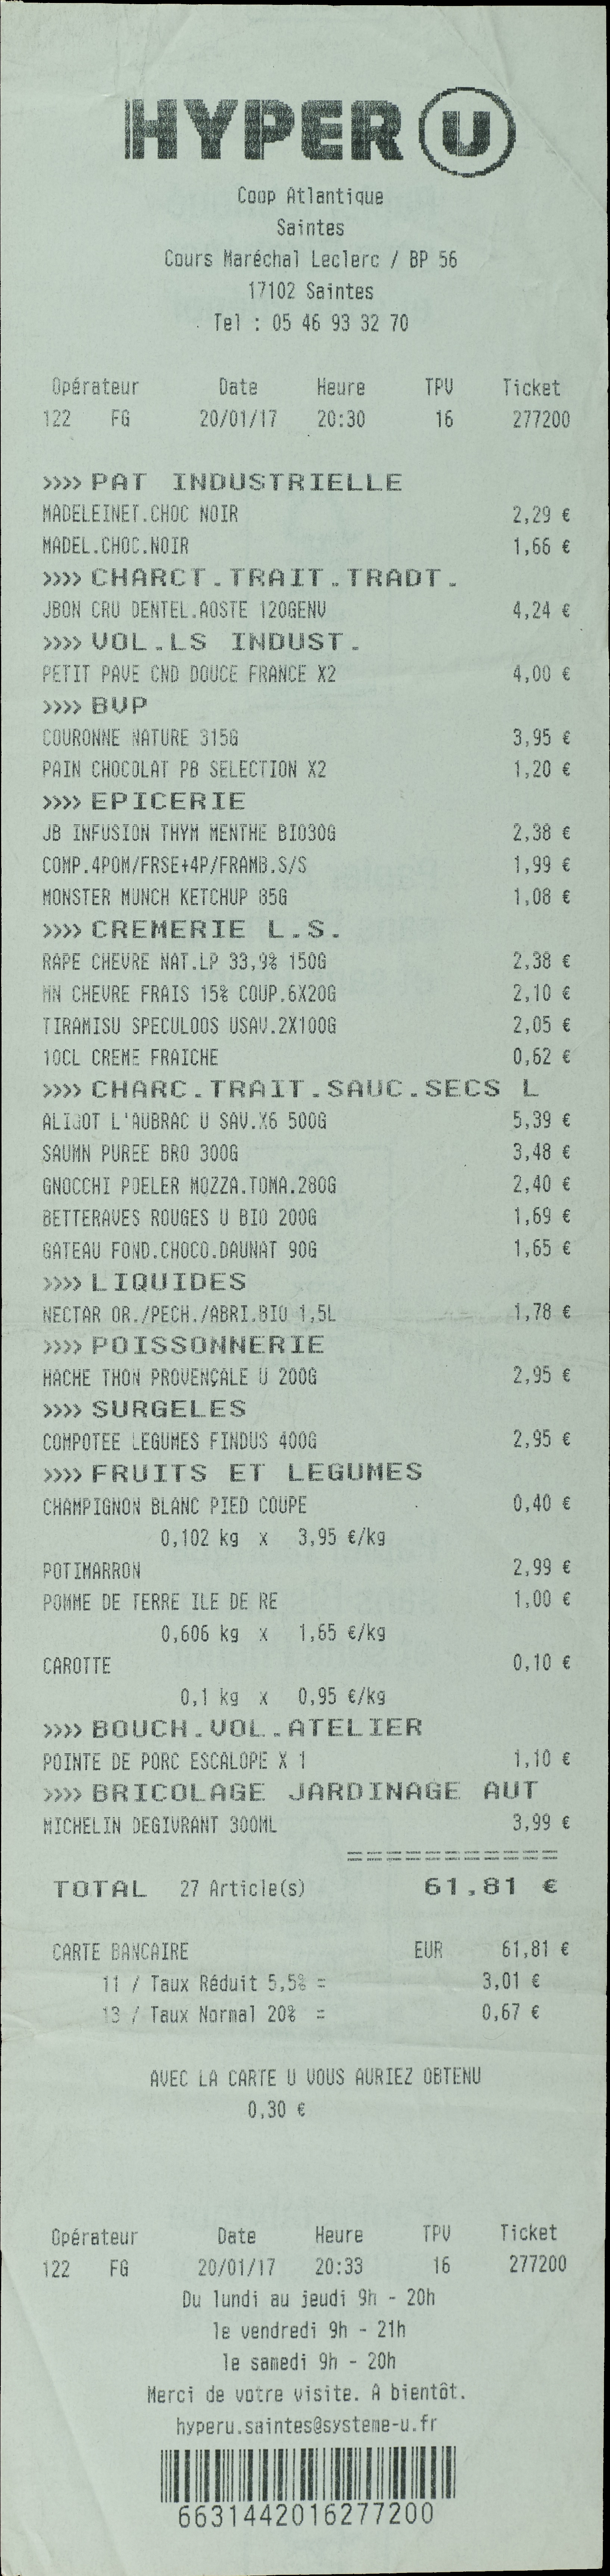 HYPER U
Coop Atlantique
Saintes
Cours Maréchal Leclerc / BP 56
17102 Saintes
Tel : 05 46 93 32 70
Opérateur Date Heure TPV Ticket
122 FG 20/01/17 20:30 16 277200
>>>> PAT INDUSTRIELLE
MADELEINET.CHOC NOIR 2,29 €
MADEL.CHOC.NOIR 1,66 €
>>>> CHARCT.TRAIT.TRADT.
JBON CRU DENTEL.AOSTE 120GENV 4,24 €
>>>> VOL.LS INDUST.
PETIT PAVE CND DOUCE FRANCE X2 4,00 €
>>>> BVP
COURONNE NATURE 315G 3,95 €
PAIN CHOCOLAT PB SELECTION X2 1,20 €
>>>> EPICERIE
JB INFUSION THYM MENTHE BIO30G 2,38 €
COMP.4POM/FRSE+4P/FRAMB.S/S 1,99 €
MONSTER MUNCH KETCHUP 85G 1,08 €
>>>> CREMERIE L.S.
RAPE CHEVRE NAT.LP 33,9% 150G 2,38 €
MN CHEVRE FRAIS 15% COUP.6X20G 2,10 €
TIRAMISU SPECULOOS USAV.2X100G 2,05 €
10CL CREME FRAICHE 0,62 €
>>>> CHARC.TRAIT.SAUC.SECS L
ALIGOT L'AUBRAC U SAV.X6 500G 5,39 €
SAUMN PUREE BRO 300G 3,48 €
GNOCCHI POELER MOZZA.TOMA.280G 2,40 €
BETTERAVES ROUGES U BIO 200G 1,69 €
GATEAU FOND.CHOCO.DAUNAT 90G 1,65 €
>>>> LIQUIDES
NECTAR OR./PECH./ABRI.BIO 1,5L 1,78 €
>>>> POISSONNERIE
HACHE THON PROVENÇALE U 200G 2,95 €
>>>> SURGELES
COMPOTEE LEGUMES FINDUS 400G 2,95 €
>>>> FRUITS ET LEGUMES
CHAMPIGNON BLANC PIED COUPE 0,40 €
0,102 kg x 3,95 €/kg
POTIMARRON 2,99 €
POMME DE TERRE ILE DE RE 1,00 €
0,606 kg x 1,65 €/kg
CAROTTE 0,10 €
0,1 kg x 0,95 €/kg
>>>> BOUCH.VOL.ATELIER
POINTE DE PORC ESCALOPE X 1 1,10 €
>>>> BRICOLAGE JARDINAGE AUT
MICHELIN DEGIVRANT 300ML 3,99 €
TOTAL 27 Article(s) 61,81 €
CARTE BANCAIRE EUR 61,81 €
11 / Taux Réduit 5,5% = 3,01 €
13 / Taux Normal 20% = 0,67 €
AVEC LA CARTE U VOUS AURIEZ OBTENU
0,30 €
Opérateur Date Heure TPV Ticket
122 FG 20/01/17 20:33 16 277200
Du lundi au jeudi 9h - 20h
le vendredi 9h - 21h
le samedi 9h - 20h
Merci de votre visite. A bientôt.
hyperu.saintes@systeme-u.fr
6631442016277200